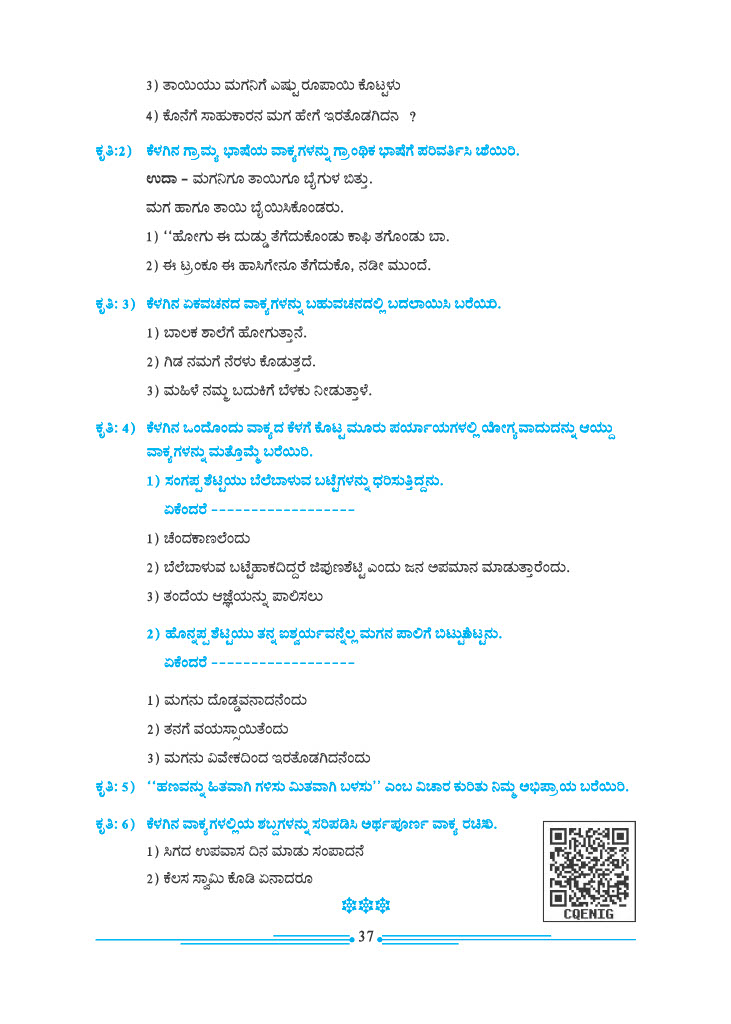 3) ತಾಯಿಯು ಮಗನಿಗೆ ಎಷ್ಟು ರೂಪಾಯಿ ಕೊಟ್ಟಳು
4) ಕೊನೆಗೆ ಸಾಹುಕಾರನ ಮಗ ಹೇಗೆ ಇರತೊಡಗಿದನ ?
ಕೃತಿ:2) ಕೆಳಗಿನ ಗ್ರಾಮ್ಯ ಭಾಷೆಯ ವಾಕ್ಯಗಳನ್ನು ಗ್ರಾಂಥಿಕ ಭಾಷೆಗೆ ಪರಿವರ್ತಿಸಿ ಬರೆಯಿರಿ.
ಉದಾ – ಮಗನಿಗೂ ತಾಯಿಗೂ ಬೈಗುಳ ಬಿತ್ತು.
ಮಗ ಹಾಗೂ ತಾಯಿ ಬೈಯಿಸಿಕೊಂಡರು.
1) ‘‘ಹೋಗು ಈ ದುಡ್ಡು ತೆಗೆದುಕೊಂಡು ಕಾಫಿ ತಗೊಂಡು ಬಾ.
2) ಈ ಟ್ರಂಕೂ ಈ ಹಾಸಿಗೇನೂ ತೆಗೆದುಕೊ, ನಡೀ ಮುಂದೆ.
ಕೃತಿ: 3) ಕೆಳಗಿನ ಏಕವಚನದ ವಾಕ್ಯಗಳನ್ನು ಬಹುವಚನದಲ್ಲಿ ಬದಲಾಯಿಸಿ ಬರೆಯಿರಿ.
1) ಬಾಲಕ ಶಾಲೆಗೆ ಹೋಗುತ್ತಾನೆ.
2) ಗಿಡ ನಮಗೆ ನೆರಳು ಕೊಡುತ್ತದೆ.
3) ಮಹಿಳೆ ನಮ್ಮ ಬದುಕಿಗೆ ಬೆಳಕು ನೀಡುತ್ತಾಳೆ.
ಕೃತಿ: 4) ಕೆಳಗಿನ ಒಂದೊಂದು ವಾಕ್ಯದ ಕೆಳಗೆ ಕೊಟ್ಟ ಮೂರು ಪರ್ಯಾಯಗಳಲ್ಲಿ ಯೋಗ್ಯವಾದುದನ್ನು ಆಯ್ದು
ವಾಕ್ಯಗಳನ್ನು ಮತ್ತೊಮ್ಮೆ ಬರೆಯಿರಿ.
1) ಸಂಗಪ್ಪ ಶೆಟ್ಟಿಯು ಬೆಲೆಬಾಳುವ ಬಟ್ಟೆಗಳನ್ನು ಧರಿಸುತ್ತಿದ್ದನು.
ಏಕೆಂದರೆ ------------------
1) ಚೆಂದಕಾಣಲೆಂದು
2) ಬೆಲೆಬಾಳುವ ಬಟ್ಟೆಹಾಕದಿದ್ದರೆ ಜಿಪುಣಶೆಟ್ಟಿ ಎಂದು ಜನ ಅಪಮಾನ ಮಾಡುತ್ತಾರೆಂದು.
3) ತಂದೆಯ ಆಜ್ಞೆಯನ್ನು ಪಾಲಿಸಲು
2) ಹೊನ್ನಪ್ಪ ಶೆಟ್ಟಿಯು ತನ್ನ ಐಶ್ವರ್ಯವನ್ನೆಲ್ಲ ಮಗನ ಪಾಲಿಗೆ ಬಿಟ್ಟುಕೊಟ್ಟನು.
ಏಕೆಂದರೆ ------------------
1) ಮಗನು ದೊಡ್ಡವನಾದನೆಂದು
2) ತನಗೆ ವಯಸ್ಸಾಯಿತೆಂದು
3) ಮಗನು ವಿವೇಕದಿಂದ ಇರತೊಡಗಿದನೆಂದು
ಕೃತಿ: 5) ‘‘ಹಣವನ್ನು ಹಿತವಾಗಿ ಗಳಿಸು ಮಿತವಾಗಿ ಬಳಸು’’ ಎಂಬ ವಿಚಾರ ಕುರಿತು ನಿಮ್ಮ ಅಭಿಪ್ರಾಯ ಬರೆಯಿರಿ.
ಕೃತಿ: 6) ಕೆಳಗಿನ ವಾಕ್ಯಗಳಲ್ಲಿಯ ಶಬ್ದಗಳನ್ನು ಸರಿಪಡಿಸಿ ಅರ್ಥಪೂರ್ಣ ವಾಕ್ಯ ರಚಿಸಿರಿ.
1) ಸಿಗದ ಉಪವಾಸ ದಿನ ಮಾಡು ಸಂಪಾದನೆ
2) ಕೆಲಸ ಸ್ವಾಮಿ ಕೊಡಿ ಏನಾದರೂ
CQENIG
37